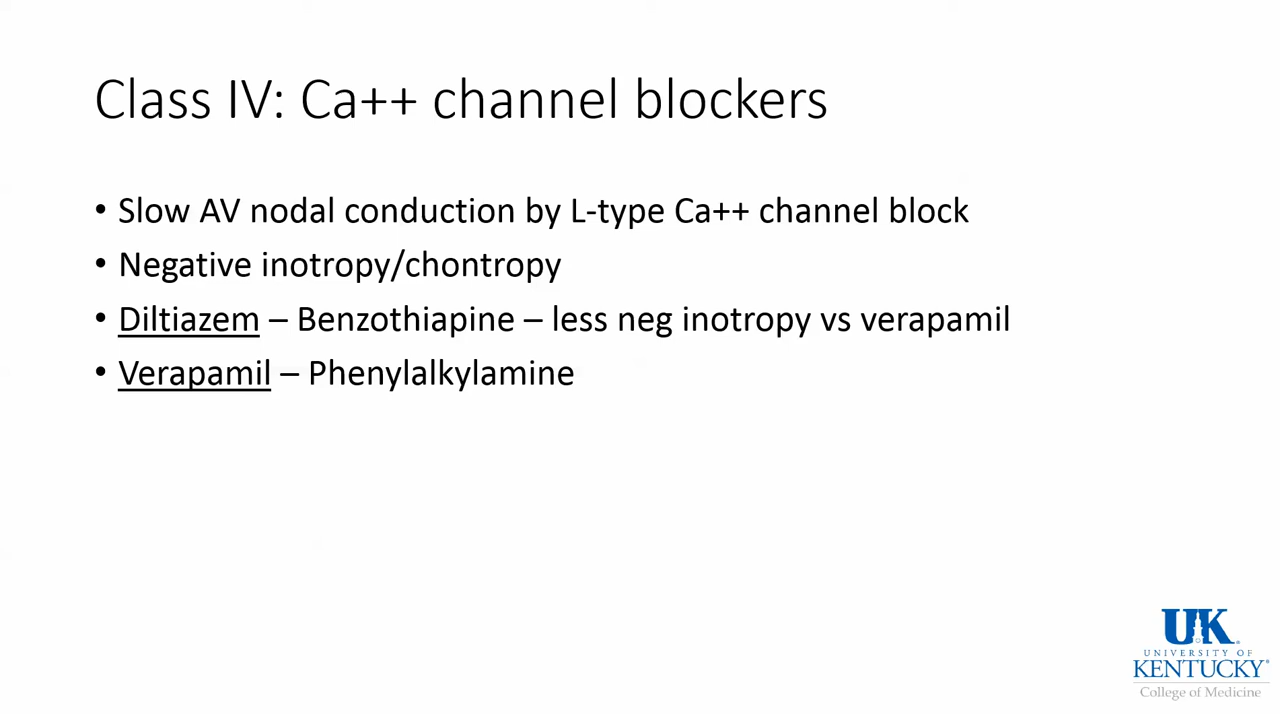 Class IV: Ca++ channel blockers
• Slow AV nodal conduction by L-type Ca++ channel block
• Negative inotropy/chontropy
• Diltiazem – Benzothiapine – less neg inotropy vs verapamil
• Verapamil – Phenylalkylamine
UK
UNIVERSITY OF
KENTUCKY®
College of Medicine